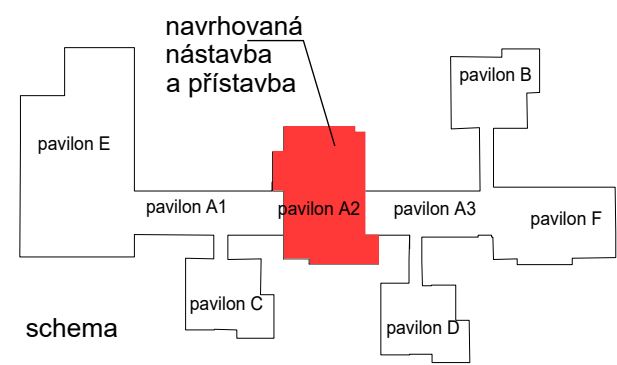 navrhovaná
nástavba
a přístavba
pavilon B
pavilon E
pavilon A1
pavilon A2
pavilon A3
pavilon F
pavilon C
pavilon D
schema